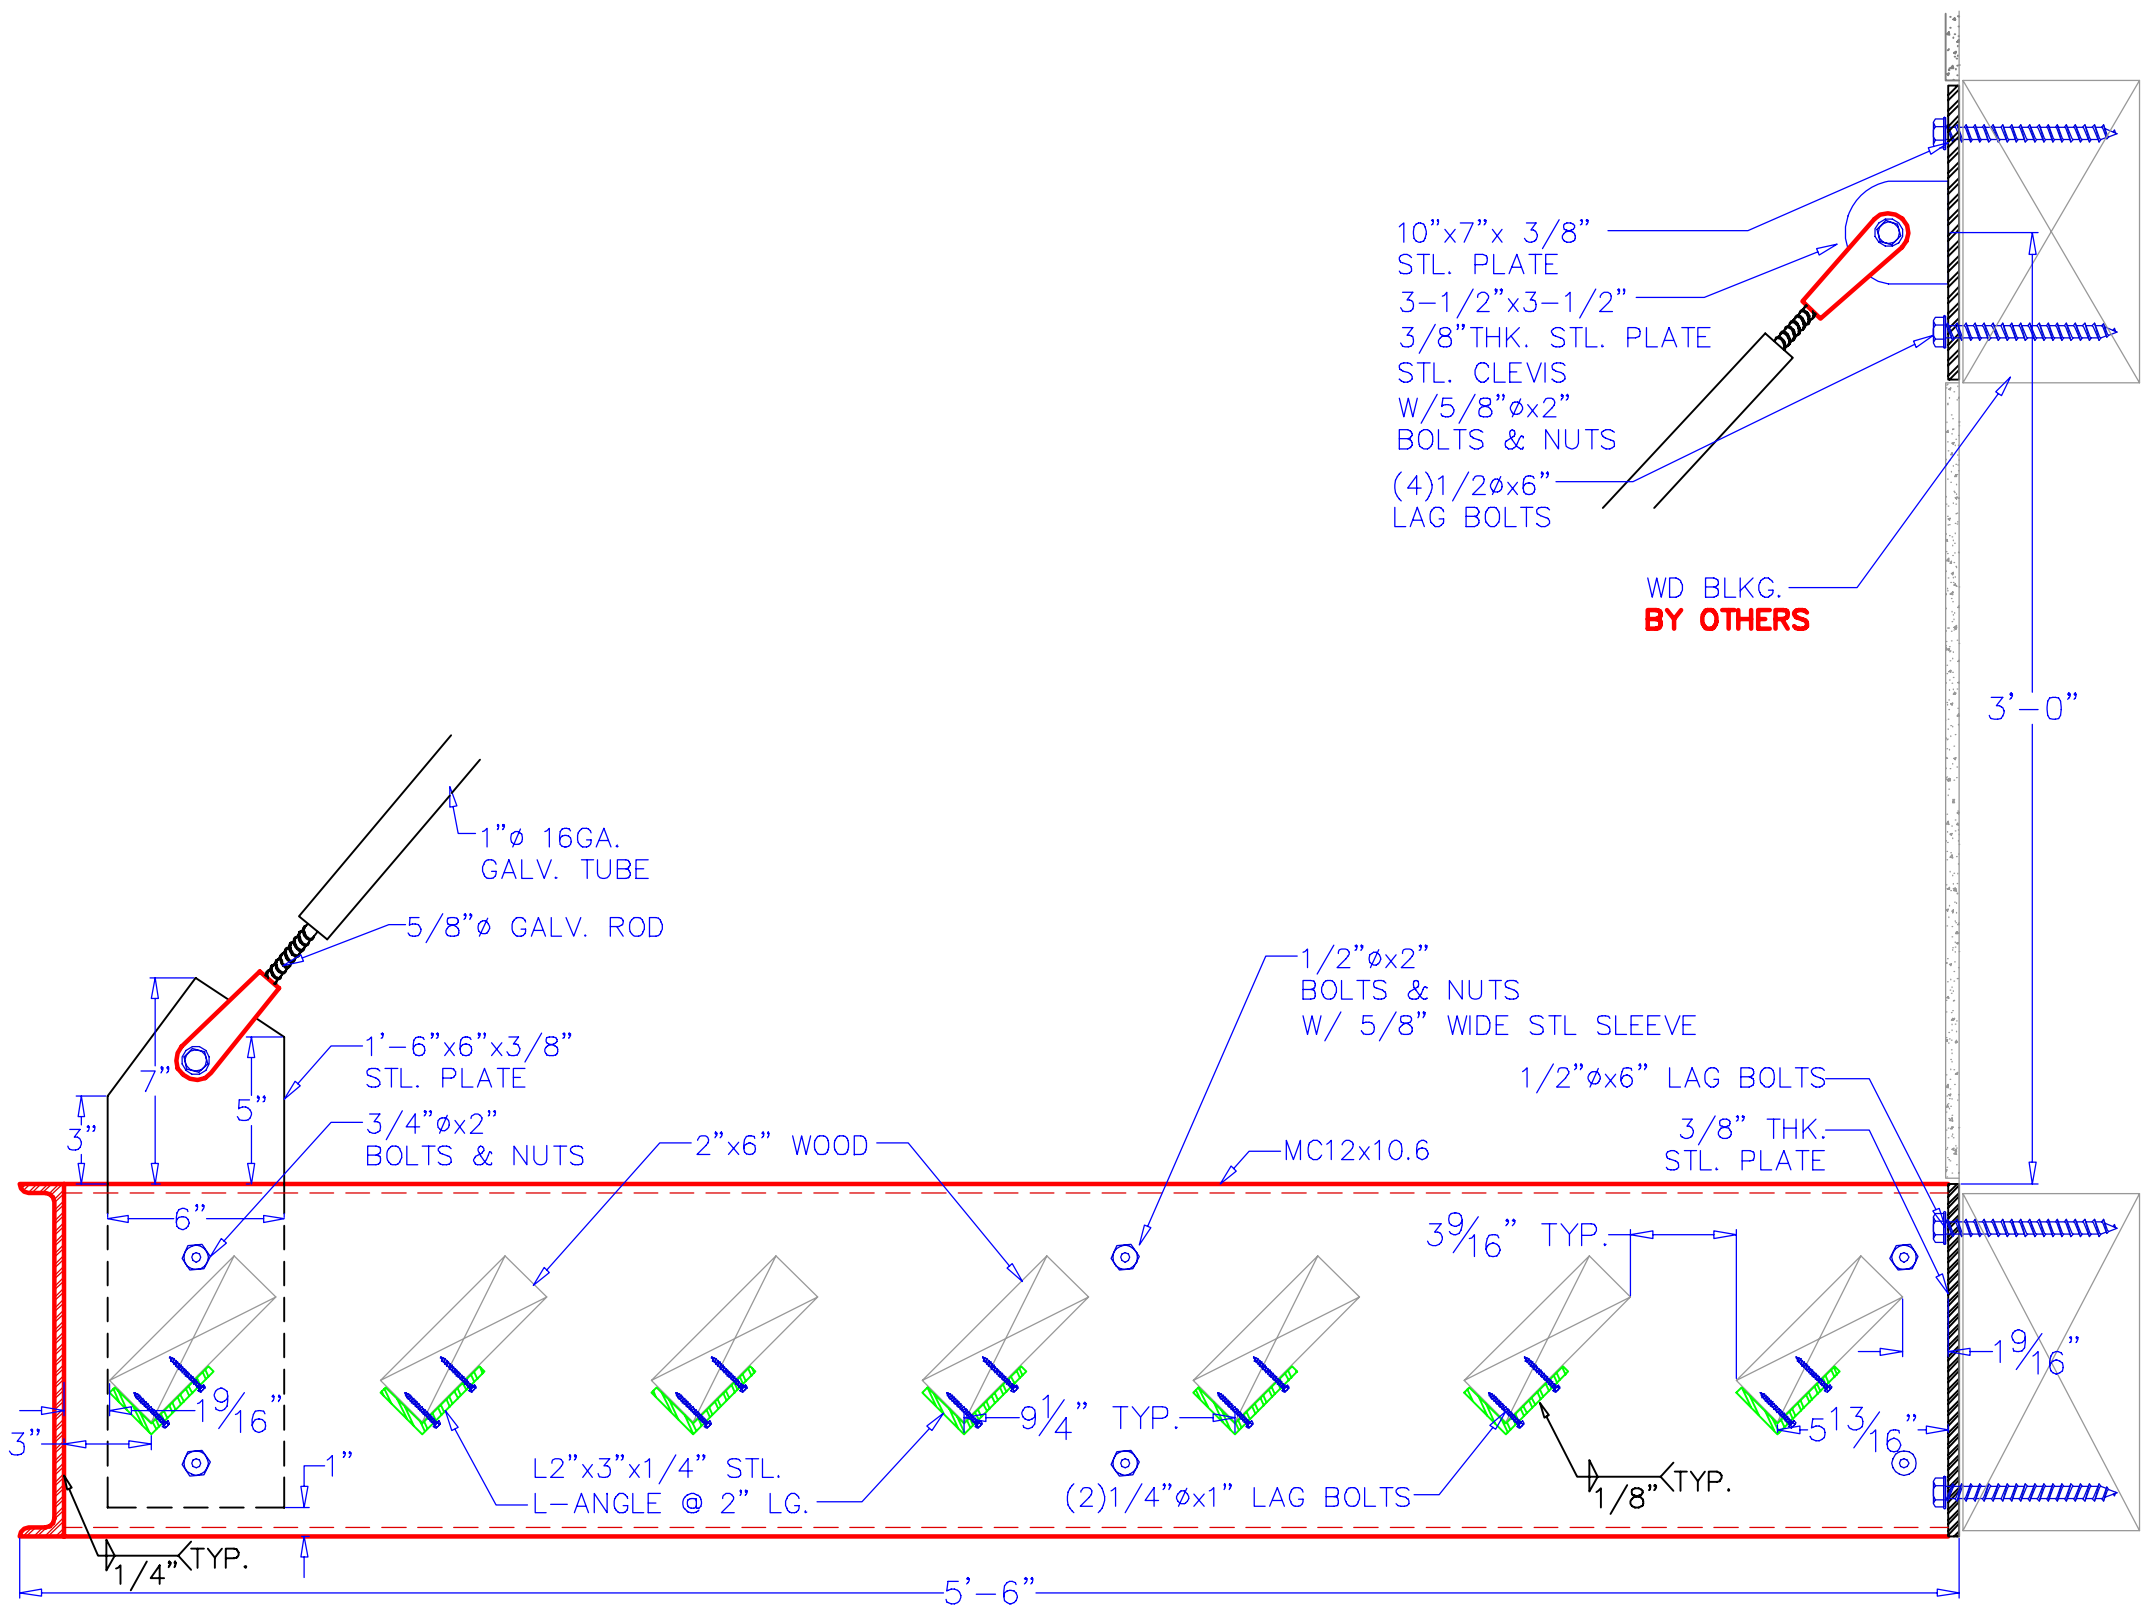 10"x7"x 3/8"
STL. PLATE
3-1/2"x3-1/2"
3/8"THK. STL. PLATE
STL. CLEVIS
W/5/8"øx2"
BOLTS & NUTS
(4)1/2øx6"
LAG BOLTS
WD BLKG.
BY OTHERS
3'-0"
1"ø 16GA.
GALV. TUBE
5/8"ø GALV. ROD
1'-6"x6"x3/8"
STL. PLATE
3/4"øx2"
BOLTS & NUTS
7"
5"
3"
6"
2"x6" WOOD
1/2"øx2"
BOLTS & NUTS
W/ 5/8" WIDE STL SLEEVE
1/2"øx6" LAG BOLTS
3/8" THK.
STL. PLATE
MC12x10.6
3 9/16" TYP.
1 9/16"
1 9/16"
3"
1"
9 1/4" TYP.
5 13/16"
L2"x3"x1/4" STL.
L-ANGLE @ 2" LG.
(2)1/4"øx1" LAG BOLTS
1/8"
TYP.
1/4"
TYP.
5'-6"